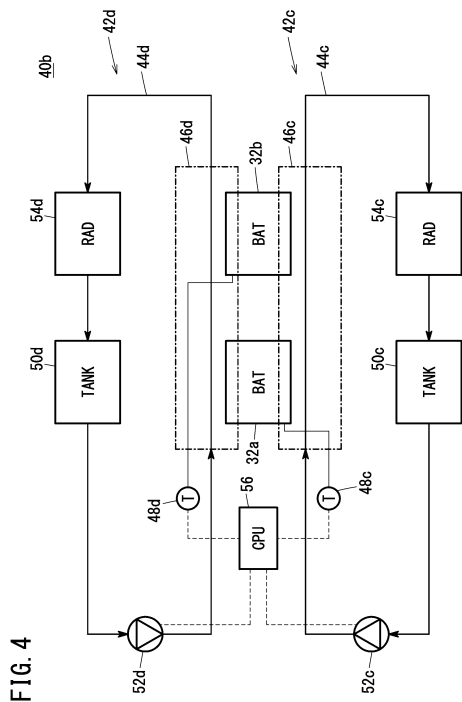 FIG. 4
40b
42d
44d
54d
RAD
50d
TANK
46d
32b
BAT
BAT
32a
46c
48d
T
56
CPU
T
48c
52d
52c
42c
44c
54c
RAD
50c
TANK